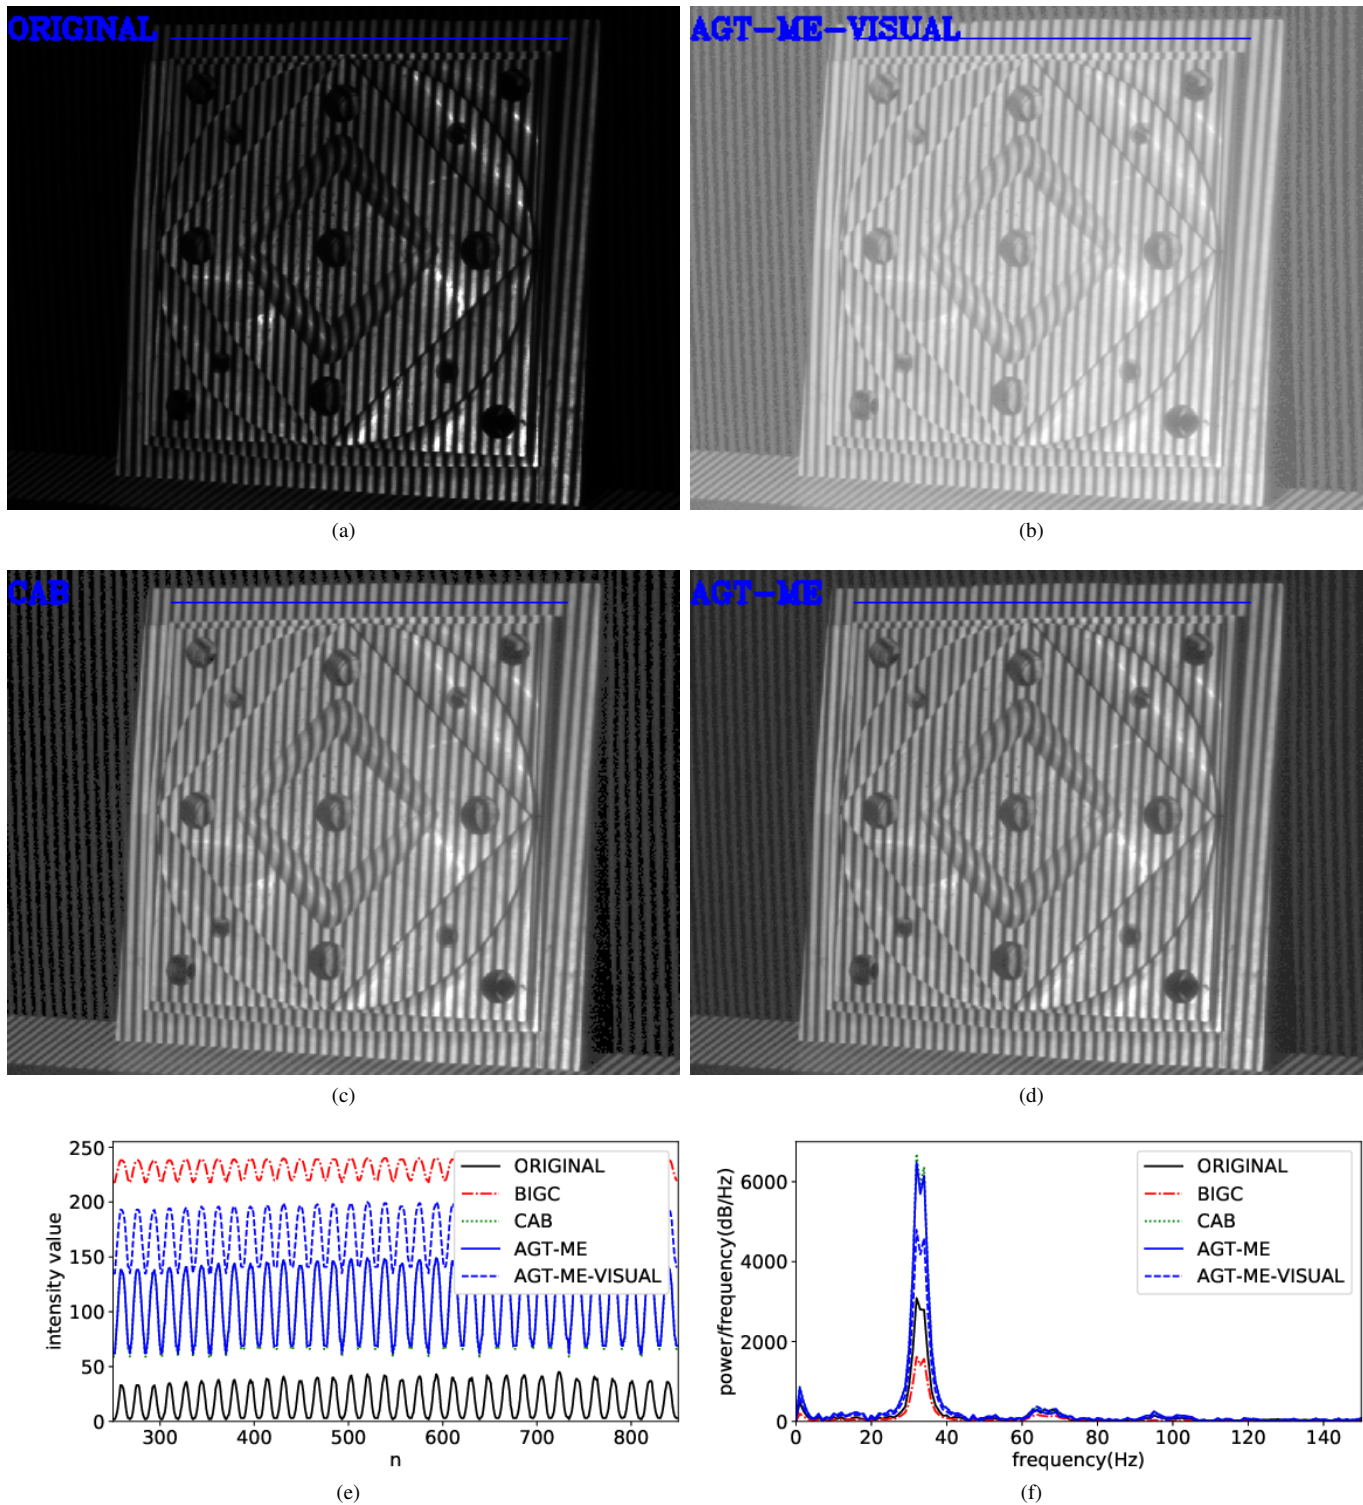 ORIGINAL
AGT-ME-VISUAL
(a)
(b)
CAB
AGT-ME
(c)
(d)
250
200
150
100
50
0
intensity value
300
400
500
600
700
800
n
ORIGINAL
BIGC
CAB
AGT-ME
AGT-ME-VISUAL
6000
4000
2000
0
power/frequency(dB/Hz)
0
20
40
60
80
100
120
140
frequency(Hz)
ORIGINAL
BIGC
CAB
AGT-ME
AGT-ME-VISUAL
(e)
(f)